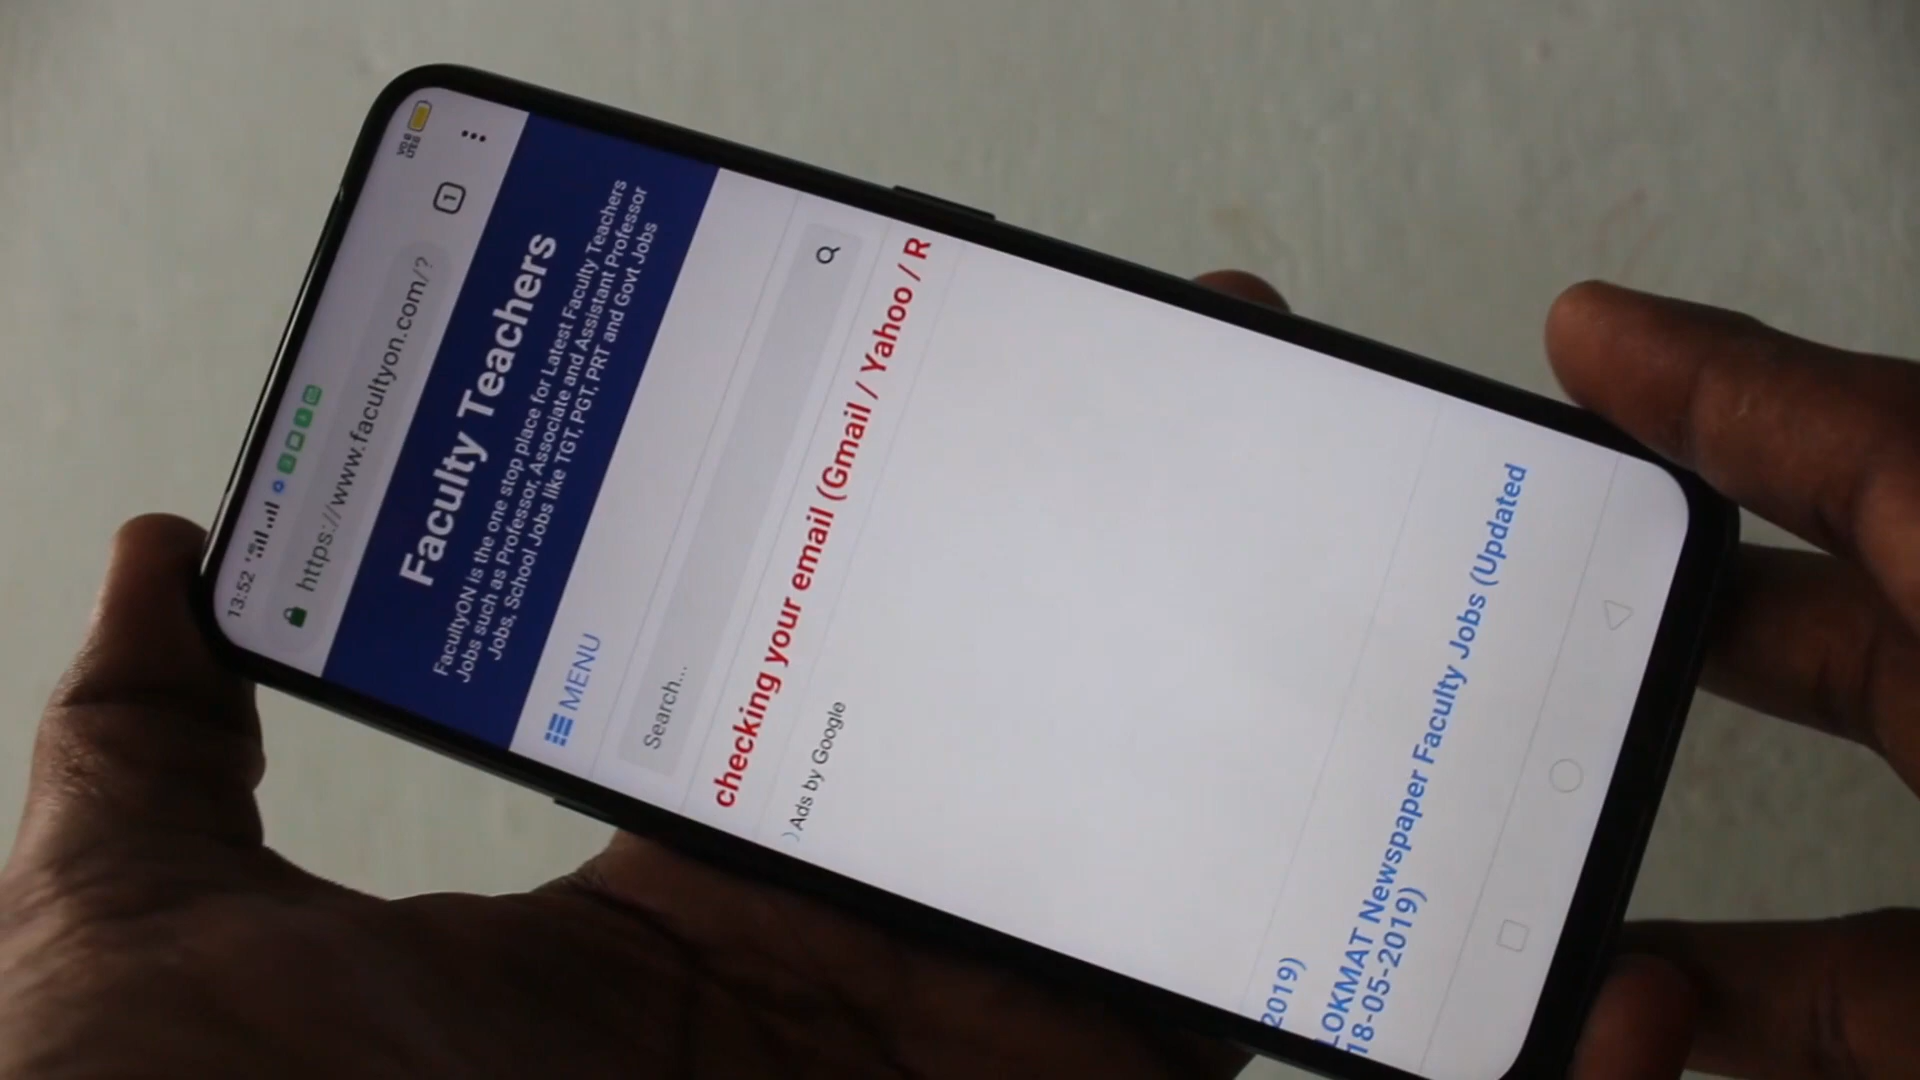 13:52
VoB
LTE
https://www.facultyon.com/?
1
Faculty Teachers
FacultyON is the one stop place for Latest Faculty Teachers
Jobs such as Professor, Associate and Assistant Professor
Jobs, School Jobs like TGT, PGT, PRT and Govt Jobs
MENU
Search...
checking your email (Gmail / Yahoo / R
Ads by Google
2019)
LOKMAT Newspaper Faculty Jobs (Updated
18-05-2019)